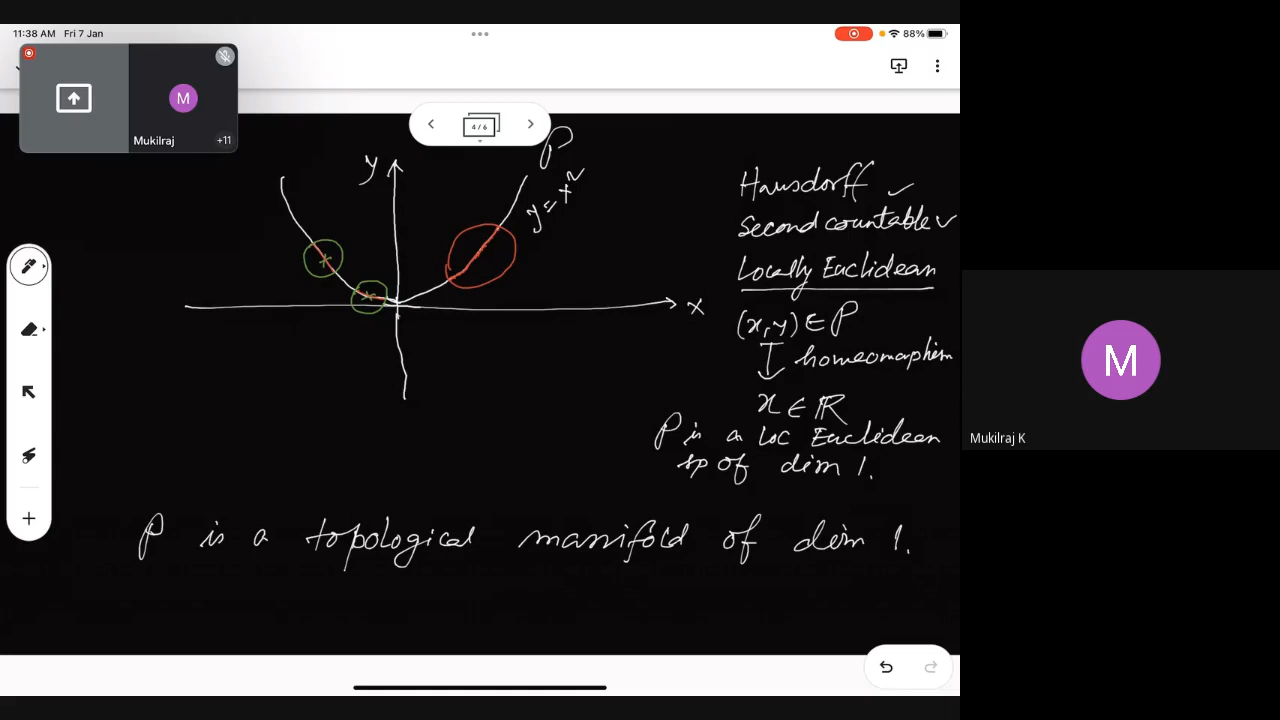 11:38 AM Fri 7 Jan
88%
M
Mukilraj
+11
4 / 6
y
P
y = x²
x
Hausdorff ✓
Second countable ✓
Locally Euclidean
(x, y) ∈ P
homeomorphism
x ∈ ℝ
P is a Loc Euclidean
sp of dim 1.
P is a topological manifold of dim 1.
M
Mukilraj K